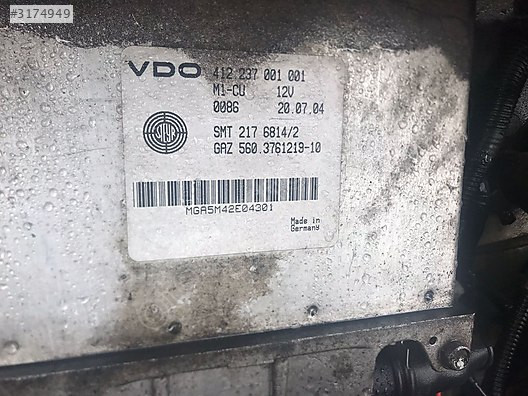 #3174949
VDO 412 237 001 001
M1-CU 12V
0086 20.07.04
STEYR
SMT 217 6814/2
GAZ 560.3761219-10
MGA5M42E04301
Made in
Germany